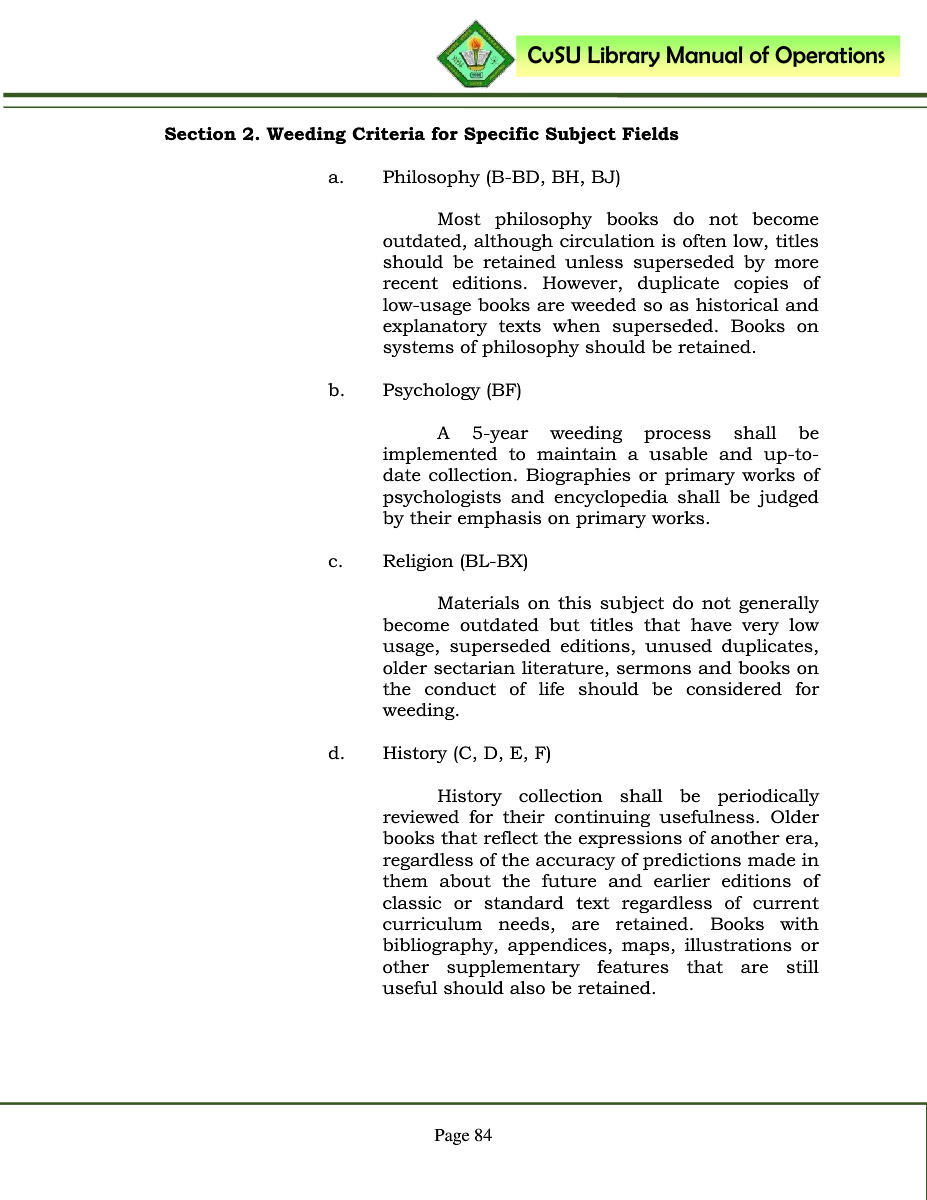 CvSU Library Manual of Operations
Section 2. Weeding Criteria for Specific Subject Fields
a. Philosophy (B-BD, BH, BJ)
Most philosophy books do not become
outdated, although circulation is often low, titles
should be retained unless superseded by more
recent editions. However, duplicate copies of
low-usage books are weeded so as historical and
explanatory texts when superseded. Books on
systems of philosophy should be retained.
b. Psychology (BF)
A 5-year weeding process shall be
implemented to maintain a usable and up-to-
date collection. Biographies or primary works of
psychologists and encyclopedia shall be judged
by their emphasis on primary works.
c. Religion (BL-BX)
Materials on this subject do not generally
become outdated but titles that have very low
usage, superseded editions, unused duplicates,
older sectarian literature, sermons and books on
the conduct of life should be considered for
weeding.
d. History (C, D, E, F)
History collection shall be periodically
reviewed for their continuing usefulness. Older
books that reflect the expressions of another era,
regardless of the accuracy of predictions made in
them about the future and earlier editions of
classic or standard text regardless of current
curriculum needs, are retained. Books with
bibliography, appendices, maps, illustrations or
other supplementary features that are still
useful should also be retained.
Page 84